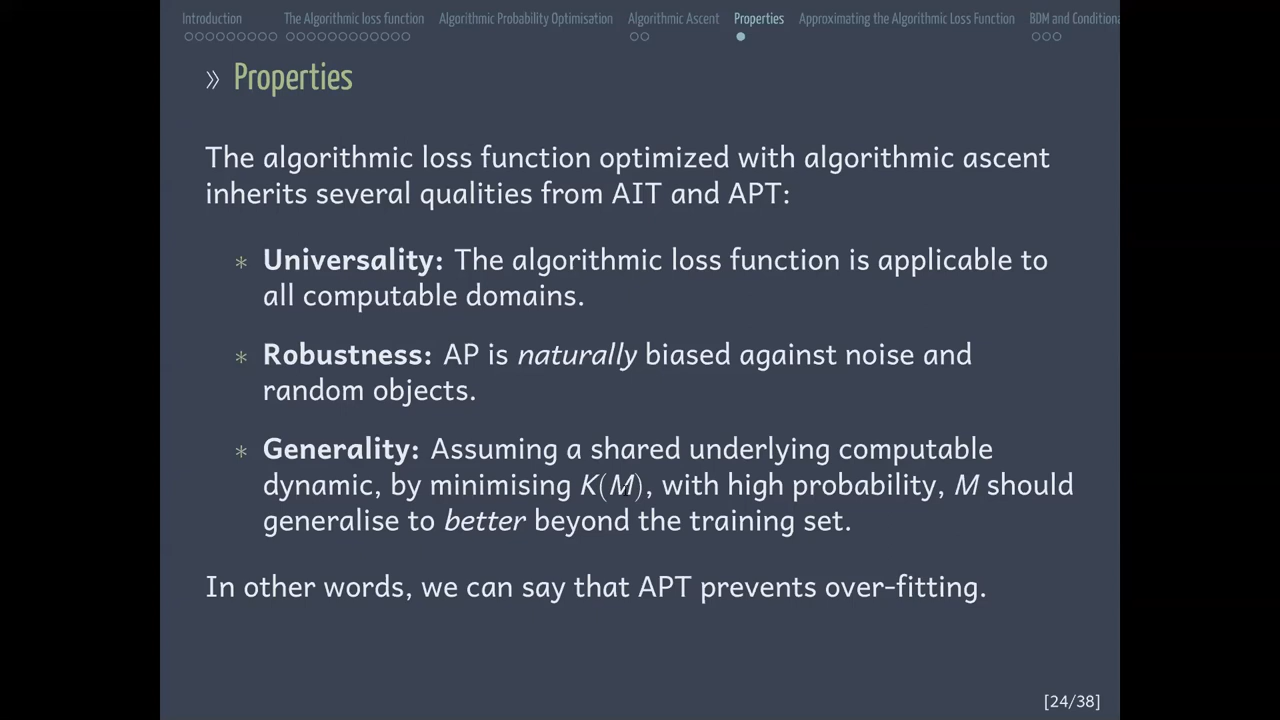 Introduction The Algorithmic loss function Algorithmic Probability Optimisation Algorithmic Ascent Properties Approximating the Algorithmic Loss Function BDM and Conditiona
» Properties
The algorithmic loss function optimized with algorithmic ascent
inherits several qualities from AIT and APT:
* Universality: The algorithmic loss function is applicable to
all computable domains.
* Robustness: AP is naturally biased against noise and
random objects.
* Generality: Assuming a shared underlying computable
dynamic, by minimising K(M), with high probability, M should
generalise to better beyond the training set.
In other words, we can say that APT prevents over-fitting.
[24/38]